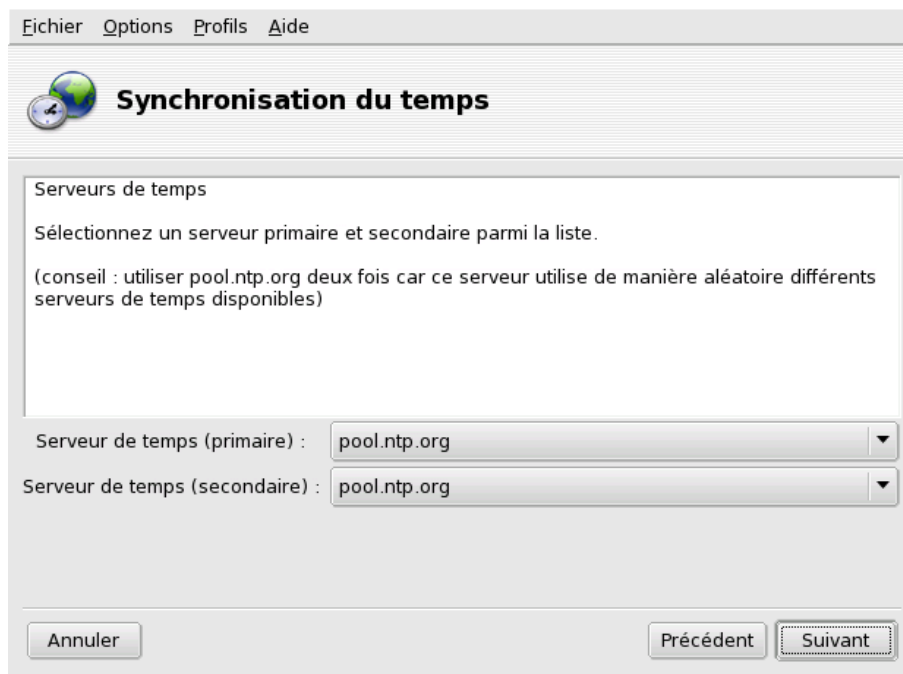 Fichier Options Profils Aide
Synchronisation du temps
Serveurs de temps
Sélectionnez un serveur primaire et secondaire parmi la liste.
(conseil : utiliser pool.ntp.org deux fois car ce serveur utilise de manière aléatoire différents
serveurs de temps disponibles)
Serveur de temps (primaire) : pool.ntp.org
Serveur de temps (secondaire) : pool.ntp.org
Annuler Précédent Suivant